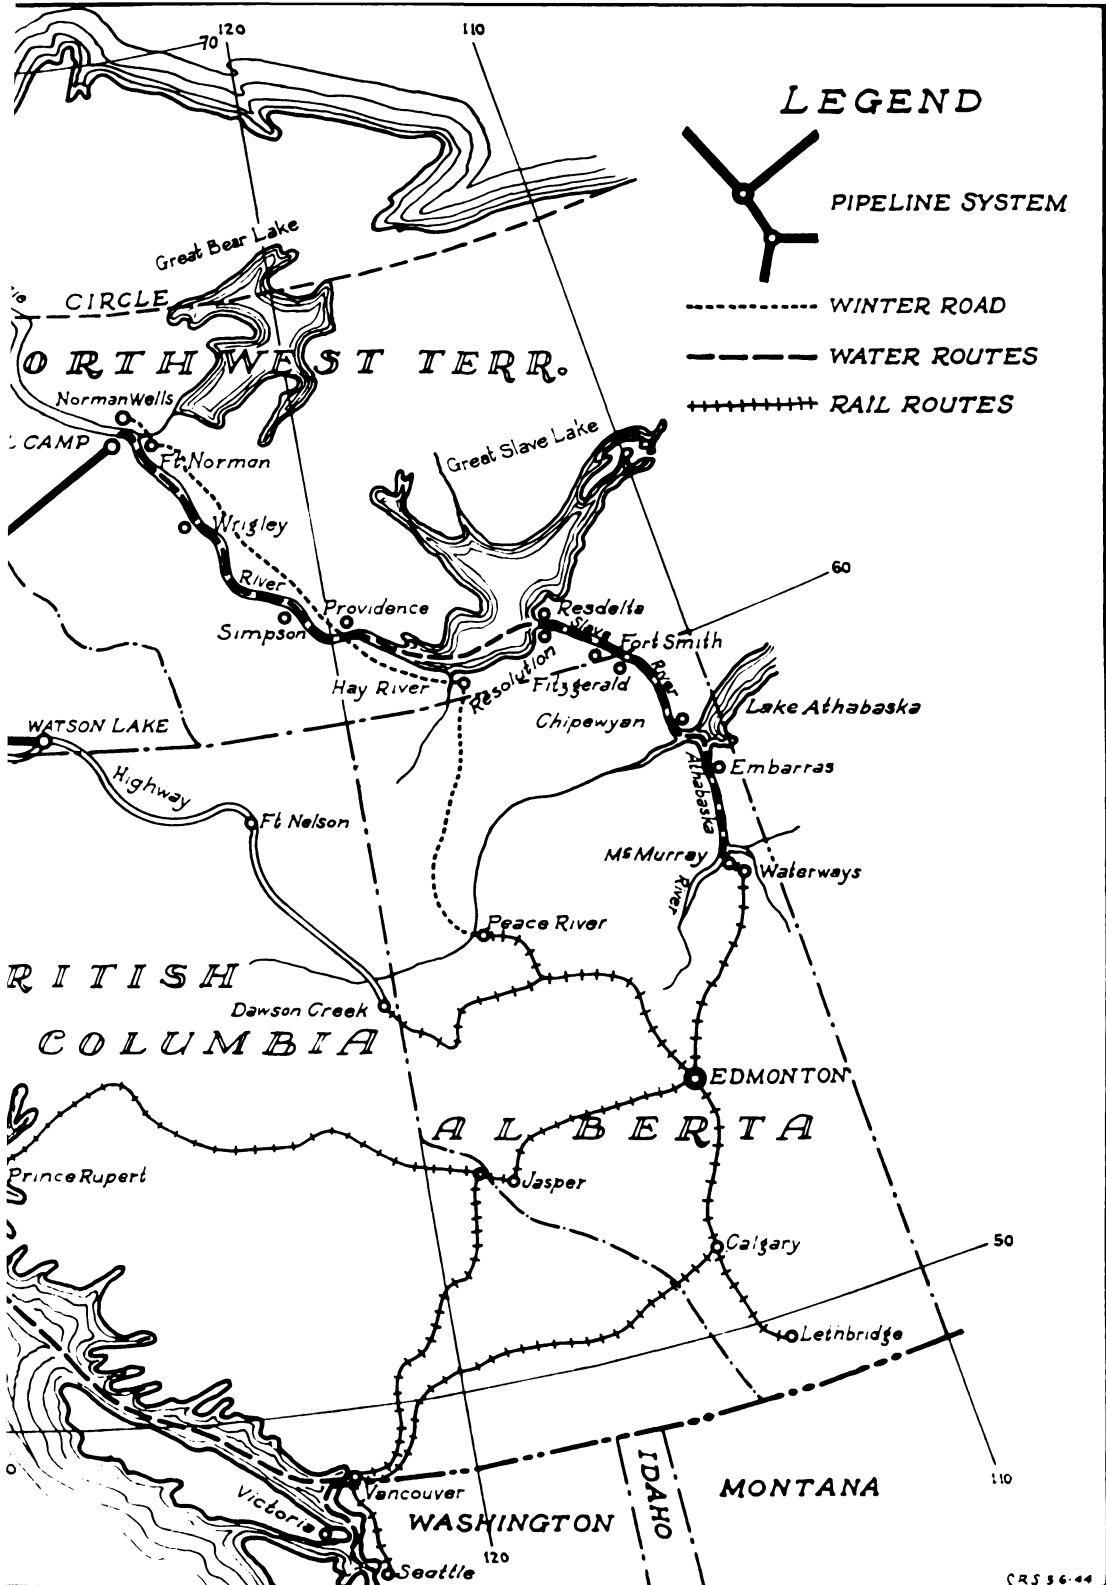 120
70
110
LEGEND
PIPELINE SYSTEM
WINTER ROAD
WATER ROUTES
RAIL ROUTES
Great Bear Lake
CIRCLE
ORTHWEST TERR.
Norman Wells
L CAMP
Ft. Norman
Great Slave Lake
Wrigley
River
Providence
Simpson
Resdelta
Slave
Fort Smith
River
60
Hay River
Resolution
Fitzgerald
Chipewyan
Lake Athabaska
WATSON LAKE
Highway
Embarras
Athabaska
Ft Nelson
McMurray
River
Waterways
Peace River
RITISH
COLUMBIA
Dawson Creek
EDMONTON
ALBERTA
Prince Rupert
Jasper
Calgary
50
Lethbridge
Vancouver
Victoria
WASHINGTON
IDAHO
MONTANA
110
120
Seattle
CRS 36-44